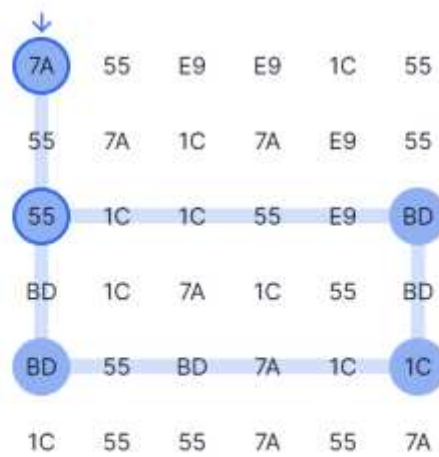 7A 55 E9 E9 1C 55
55 7A 1C 7A E9 55
55 1C 1C 55 E9 BD
BD 1C 7A 1C 55 BD
BD 55 BD 7A 1C 1C
1C 55 55 7A 55 7A